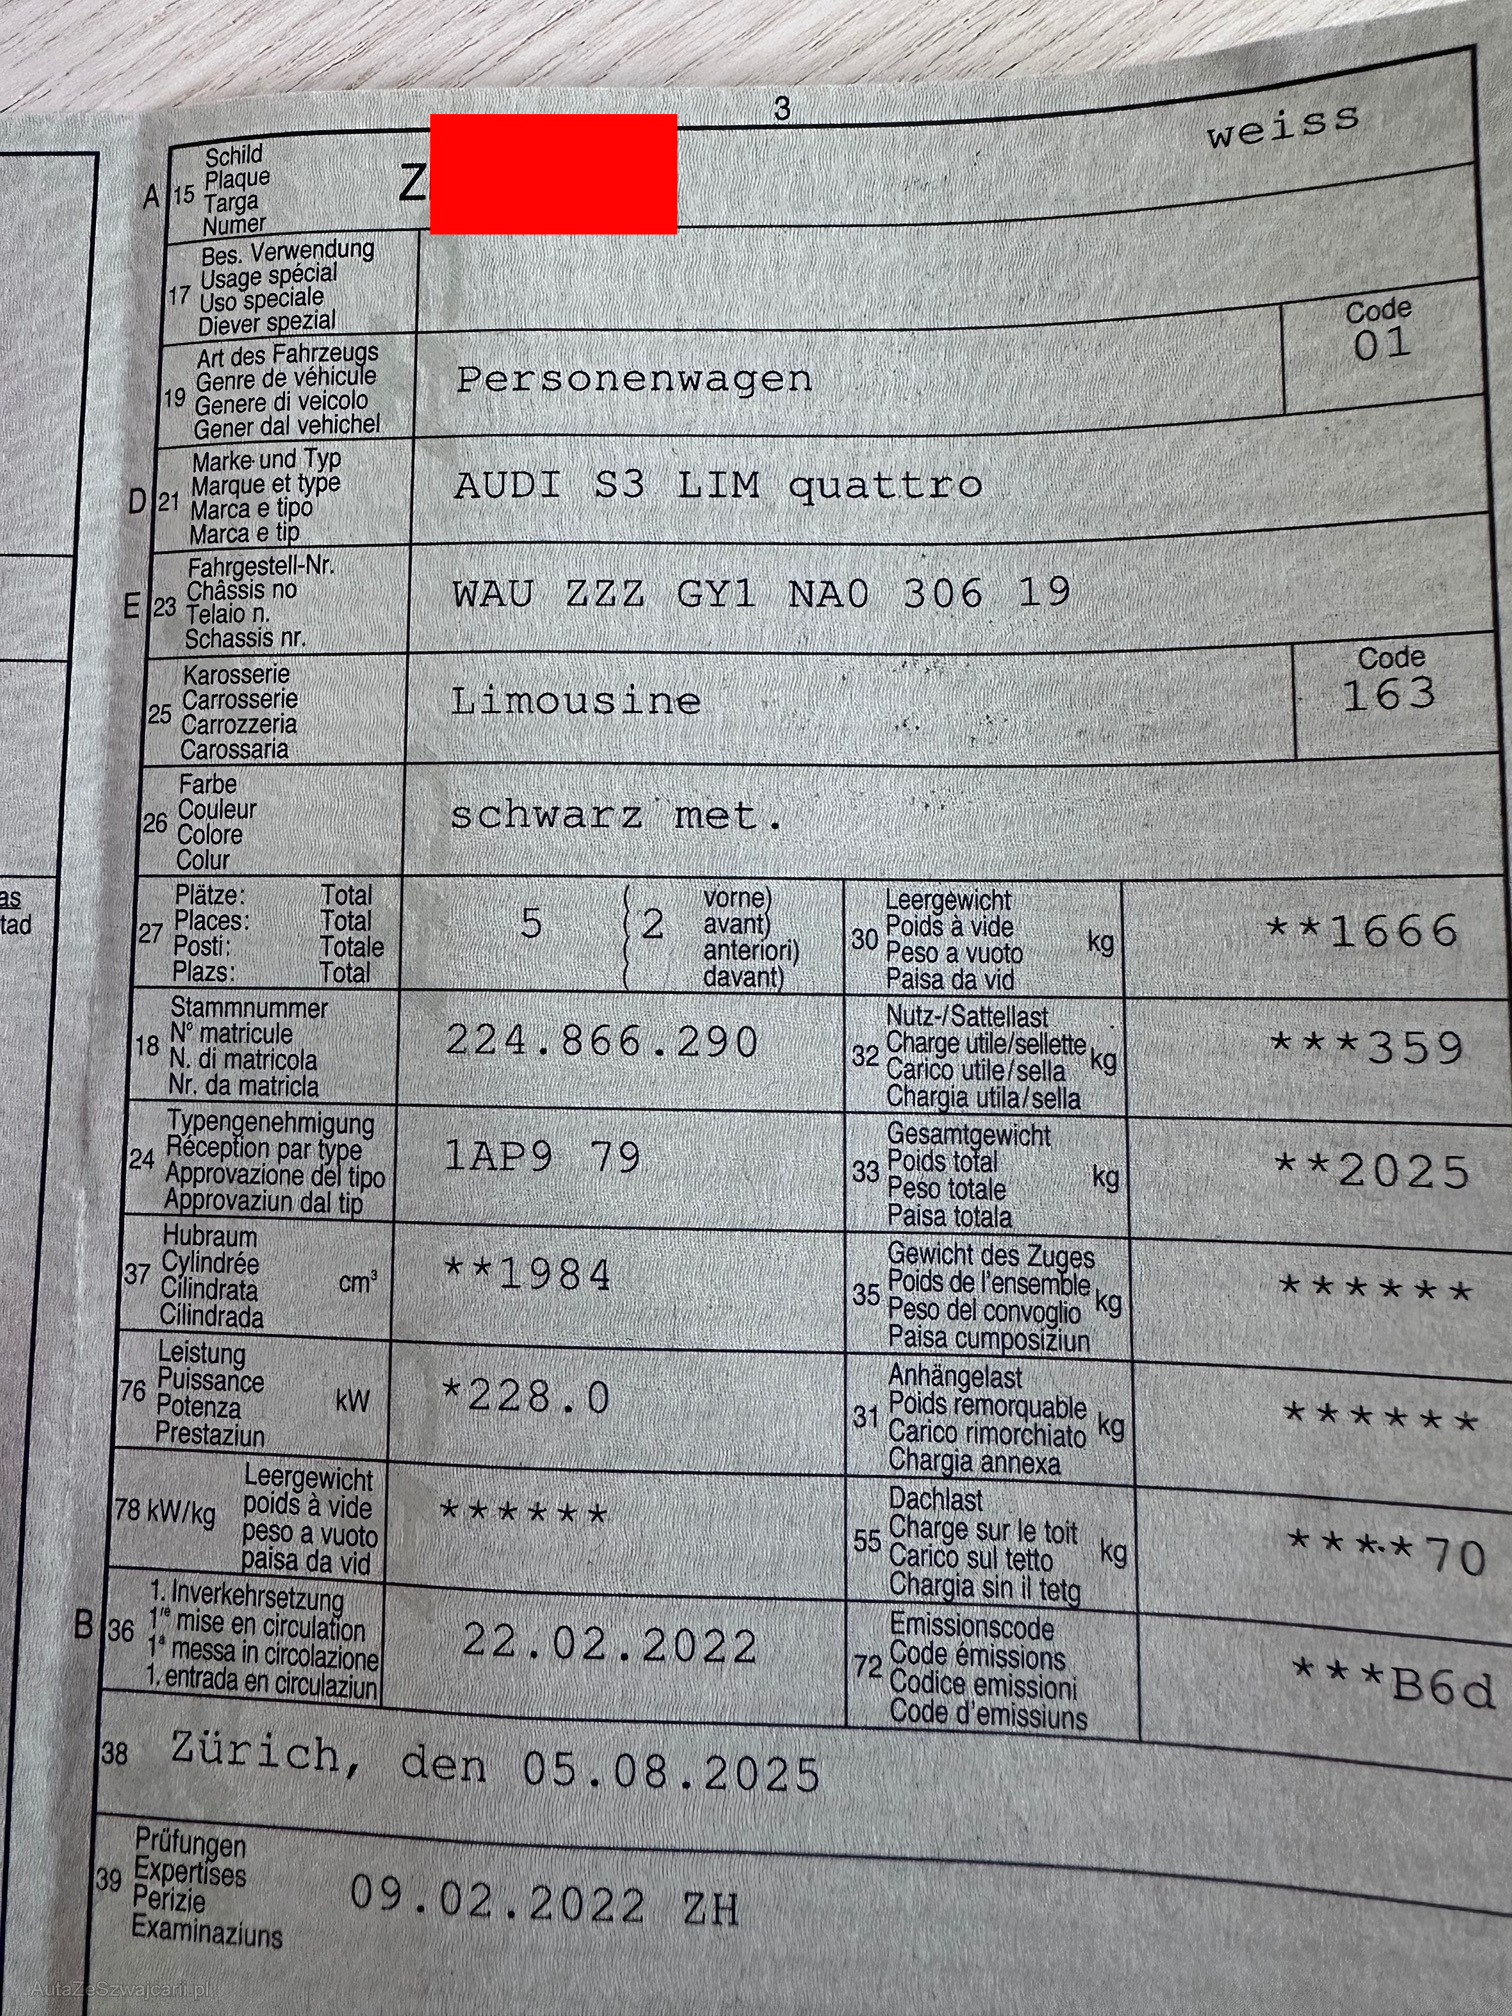 3
A 15 Schild
Plaque
Targa
Numer
Z
weiss
17 Bes. Verwendung
Usage spécial
Uso speciale
Diever spezial
19 Art des Fahrzeugs
Genre de véhicule
Genere di veicolo
Gener dal vehichel
Personenwagen
Code
01
D 21 Marke und Typ
Marque et type
Marca e tipo
Marca e tip
AUDI S3 LIM quattro
E 23 Fahrgestell-Nr.
Châssis no
Telaio n.
Schassis nr.
WAU ZZZ GY1 NA0 306 19
25 Karosserie
Carrosserie
Carrozzeria
Carossaria
Limousine
Code
163
26 Farbe
Couleur
Colore
Colur
schwarz met.
as
tad
27 Plätze: Total
Places: Total
Posti: Totale
Plazs: Total
5 2
vorne)
avant)
anteriori)
davant)
30 Leergewicht
Poids à vide
Peso a vuoto
Paisa da vid
kg
**1666
18 Stammnummer
N° matricule
N. di matricola
Nr. da matricla
224.866.290
32 Nutz-/Sattellast
Charge utile/sellette
Carico utile/sella
Chargia utila/sella
kg
***359
24 Typengenehmigung
Réception par type
Approvazione del tipo
Approvaziun dal tip
1AP9 79
33 Gesamtgewicht
Poids total
Peso totale
Paisa totala
kg
**2025
37 Hubraum
Cylindrée
Cilindrata
Cilindrada
cm³
**1984
35 Gewicht des Zuges
Poids de l'ensemble
Peso del convoglio
Paisa cumposiziun
kg
******
76 Leistung
Puissance
Potenza
Prestaziun
kW
*228.0
31 Anhängelast
Poids remorquable
Carico rimorchiato
Chargia annexa
kg
******
78 kW/kg Leergewicht
poids à vide
peso a vuoto
paisa da vid
******
55 Dachlast
Charge sur le toit
Carico sul tetto
Chargia sin il tetg
kg
****70
B 36 1. Inverkehrsetzung
1re mise en circulation
1a messa in circolazione
1. entrada en circulaziun
22.02.2022
72 Emissionscode
Code émissions
Codice emissioni
Code d'emissiuns
***B6d
38 Zürich, den 05.08.2025
39 Prüfungen
Expertises
Perizie
Examinaziuns
09.02.2022 ZH
AutaZeSzwajcarii.pl